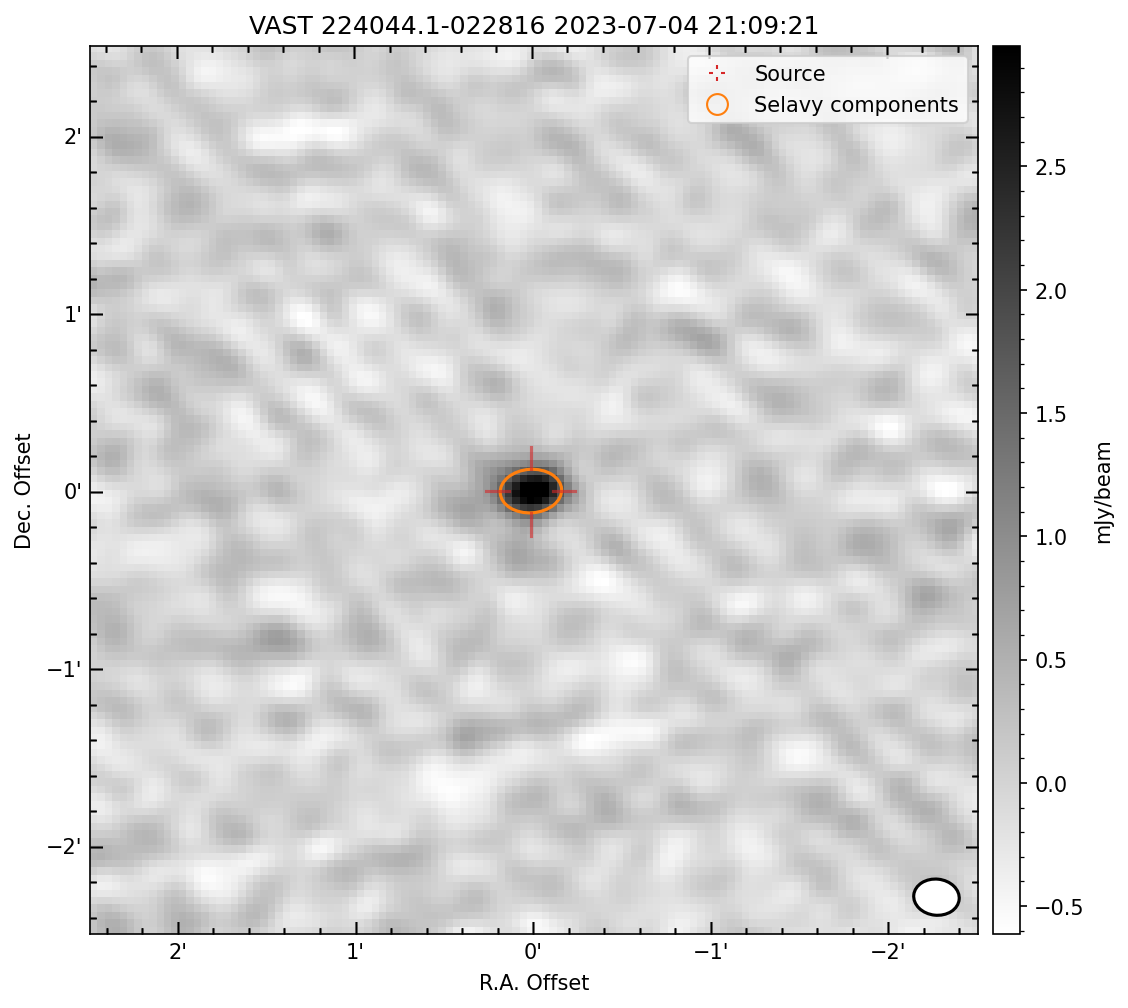 VAST 224044.1-022816 2023-07-04 21:09:21
Source
Selavy components
2'
1'
0'
−1'
−2'
Dec. Offset
2'
1'
0'
−1'
−2'
R.A. Offset
2.5
2.0
1.5
1.0
0.5
0.0
−0.5
mJy/beam